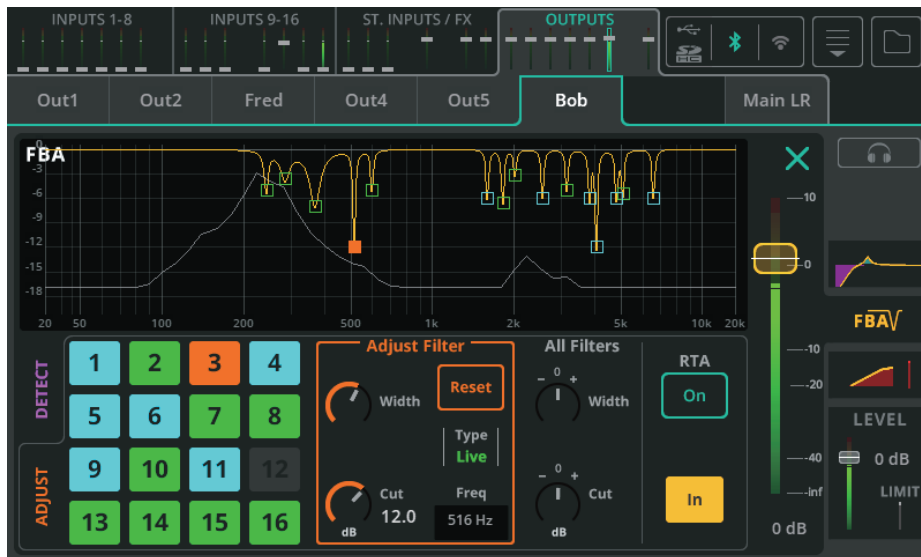 INPUTS 1-8 INPUTS 9-16 ST. INPUTS / FX OUTPUTS
SD HC
Out1 Out2 Fred Out4 Out5 Bob Main LR
FBA
0
-3
-6
-9
-12
-15
-18
20 50 100 200 500 1k 2k 5k 10k 20k
10
0
-10
-20
-40
-Inf
0 dB
FBA
LEVEL
0 dB
LIMIT
DETECT
ADJUST
1 2 3 4
5 6 7 8
9 10 11 12
13 14 15 16
Adjust Filter
Width
Reset
Type
Live
Cut
12.0
dB
Freq
516 Hz
All Filters
- 0 +
Width
- 0 +
Cut
dB
RTA
On
In